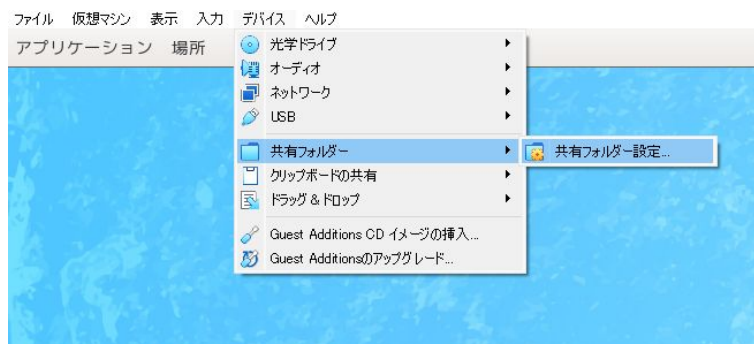 ファイル 仮想マシン 表示 入力 デバイス ヘルプ
アプリケーション 場所
光学ドライブ
オーディオ
ネットワーク
USB
共有フォルダー
共有フォルダー設定...
クリップボードの共有
ドラッグ & ドロップ
Guest Additions CD イメージの挿入...
Guest Additionsのアップグレード...